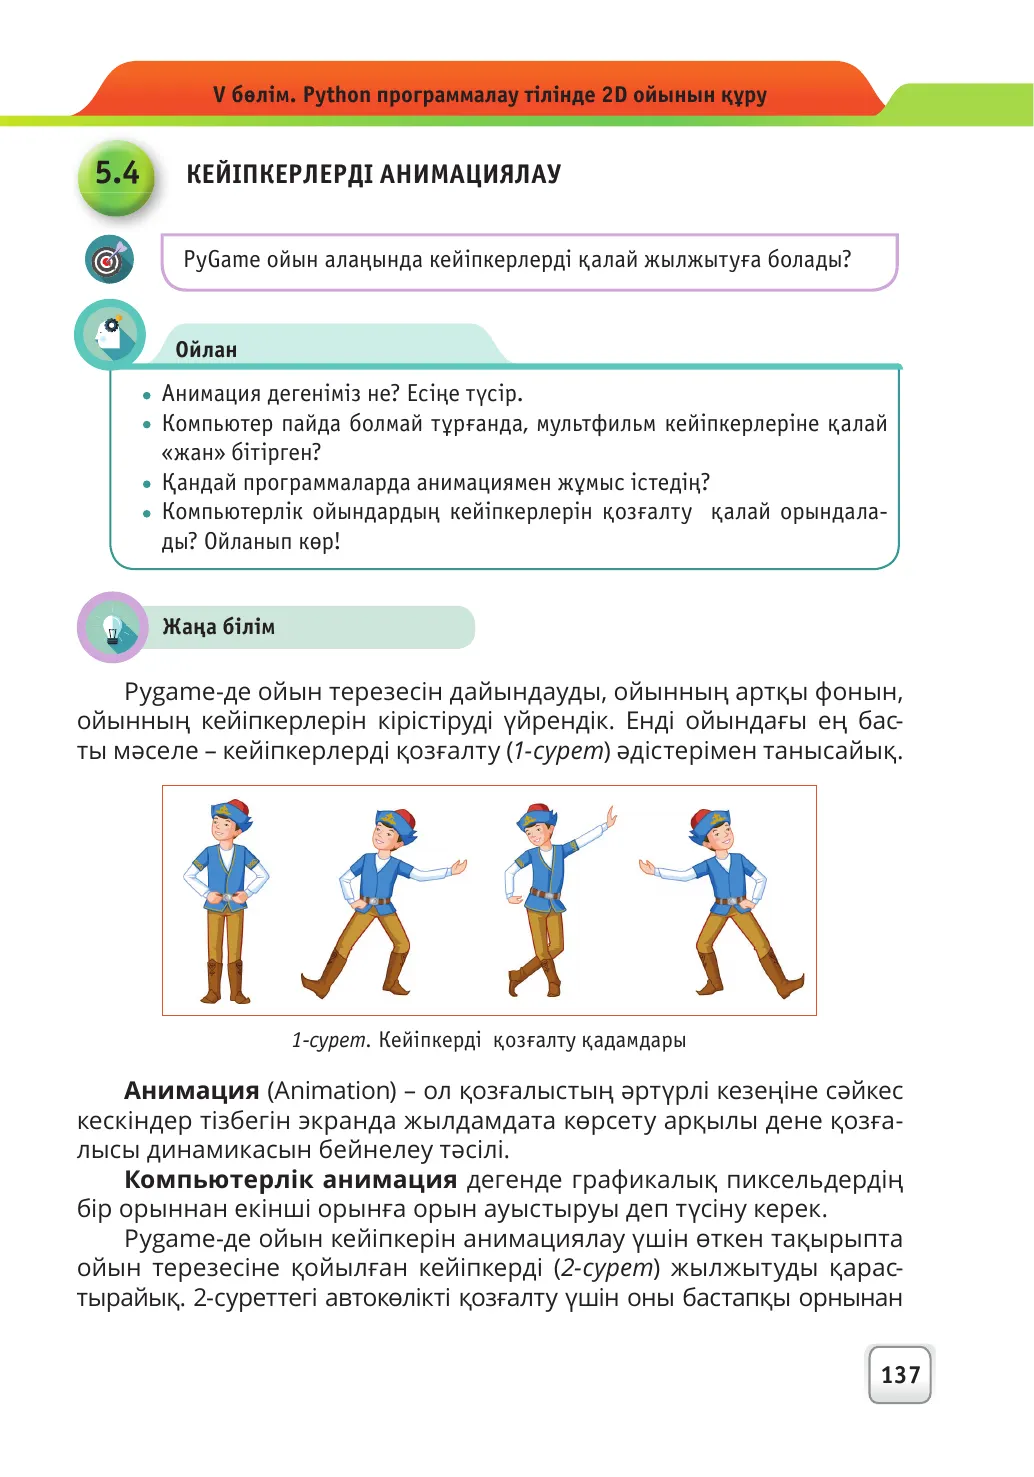 V бөлім. Python программалау тілінде 2D ойынын құру
5.4
КЕЙІПКЕРЛЕРДІ АНИМАЦИЯЛАУ
PyGame ойын алаңында кейіпкерлерді қалай жылжытуға болады?
Ойлан
• Анимация дегеніміз не? Есіңе түсір.
• Компьютер пайда болмай тұрғанда, мультфильм кейіпкерлеріне қалай
«жан» бітірген?
• Қандай программаларда анимациямен жұмыс істедің?
• Компьютерлік ойындардың кейіпкерлерін қозғалту қалай орындала-
ды? Ойланып көр!
Жаңа білім
Pygame-де ойын терезесін дайындауды, ойынның артқы фонын,
ойынның кейіпкерлерін кірістіруді үйрендік. Енді ойындағы ең бас-
ты мәселе – кейіпкерлерді қозғалту (1-сурет) әдістерімен танысайық.
1-сурет. Кейіпкерді қозғалту қадамдары
Анимация (Animation) – ол қозғалыстың әртүрлі кезеңіне сәйкес
кескіндер тізбегін экранда жылдамдата көрсету арқылы дене қозға-
лысы динамикасын бейнелеу тәсілі.
Компьютерлік анимация дегенде графикалық пиксельдердің
бір орыннан екінші орынға орын ауыстыруы деп түсіну керек.
Pygame-де ойын кейіпкерін анимациялау үшін өткен тақырыпта
ойын терезесіне қойылған кейіпкерді (2-сурет) жылжытуды қарас-
тырайық. 2-суреттегі автокөлікті қозғалту үшін оны бастапқы орнынан
137